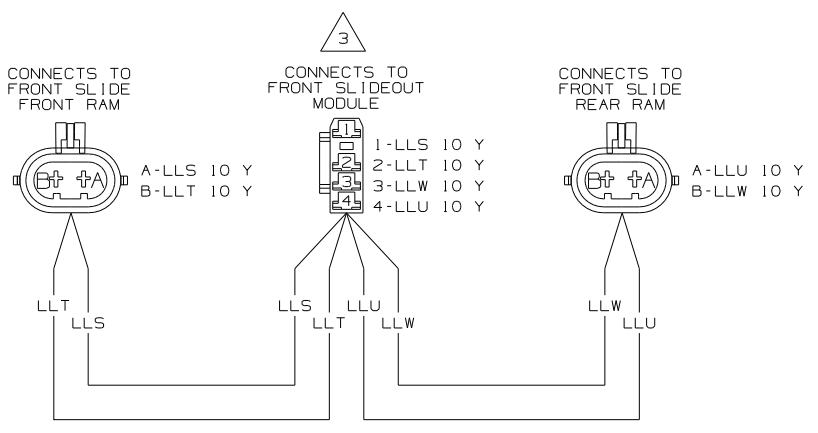 3
CONNECTS TO
FRONT SLIDE
FRONT RAM
B A
A-LLS 10 Y
B-LLT 10 Y
CONNECTS TO
FRONT SLIDEOUT
MODULE
1
2
3
4
1-LLS 10 Y
2-LLT 10 Y
3-LLW 10 Y
4-LLU 10 Y
CONNECTS TO
FRONT SLIDE
REAR RAM
B A
A-LLU 10 Y
B-LLW 10 Y
LLT
LLS
LLS
LLT
LLU
LLW
LLW
LLU